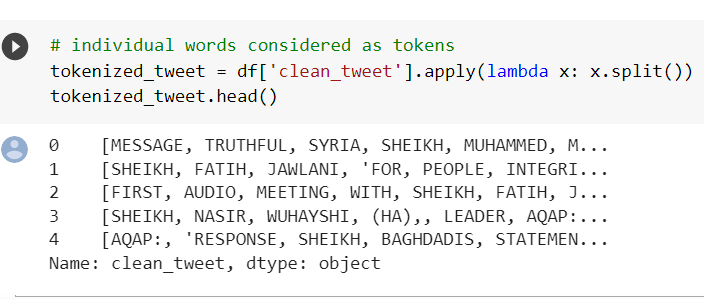 # individual words considered as tokens
tokenized_tweet = df['clean_tweet'].apply(lambda x: x.split())
tokenized_tweet.head()
0 [MESSAGE, TRUTHFUL, SYRIA, SHEIKH, MUHAMMED, M...
1 [SHEIKH, FATIH, JAWLANI, 'FOR, PEOPLE, INTEGRI...
2 [FIRST, AUDIO, MEETING, WITH, SHEIKH, FATIH, J...
3 [SHEIKH, NASIR, WUHAYSHI, (HA),, LEADER, AQAP:...
4 [AQAP:, 'RESPONSE, SHEIKH, BAGHDADIS, STATEMEN...
Name: clean_tweet, dtype: object